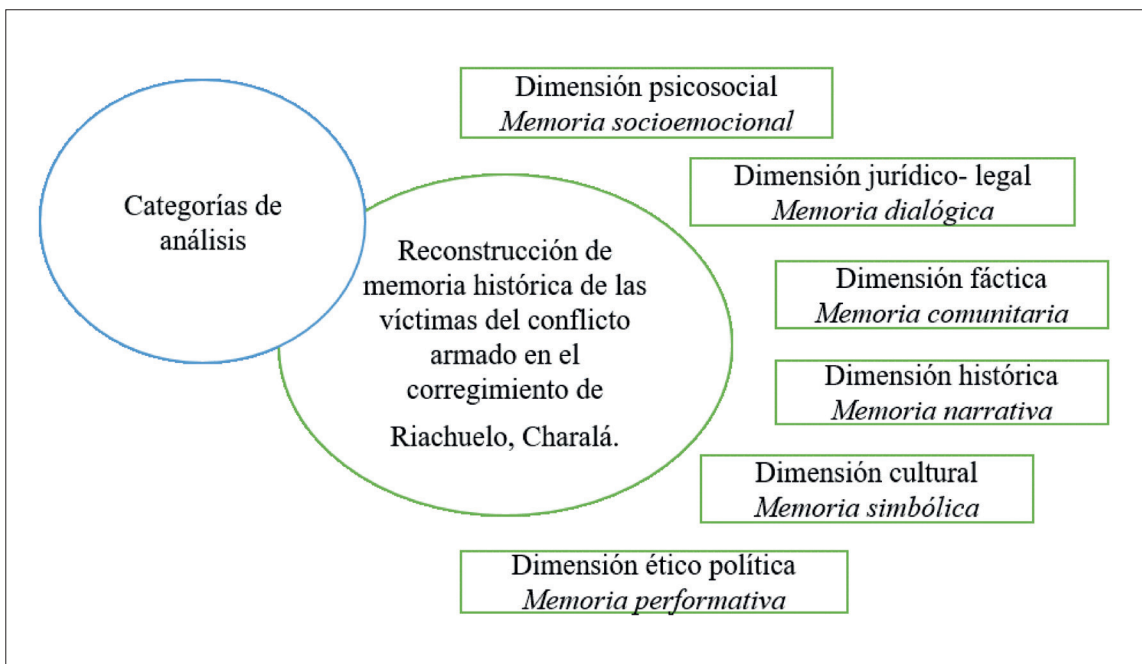 Categorías de
análisis
Reconstrucción de
memoria histórica de las
víctimas del conflicto
armado en el
corregimiento de
Riachuelo, Charalá.
Dimensión psicosocial
Memoria socioemocional
Dimensión jurídico- legal
Memoria dialógica
Dimensión fáctica
Memoria comunitaria
Dimensión histórica
Memoria narrativa
Dimensión cultural
Memoria simbólica
Dimensión ético política
Memoria performativa